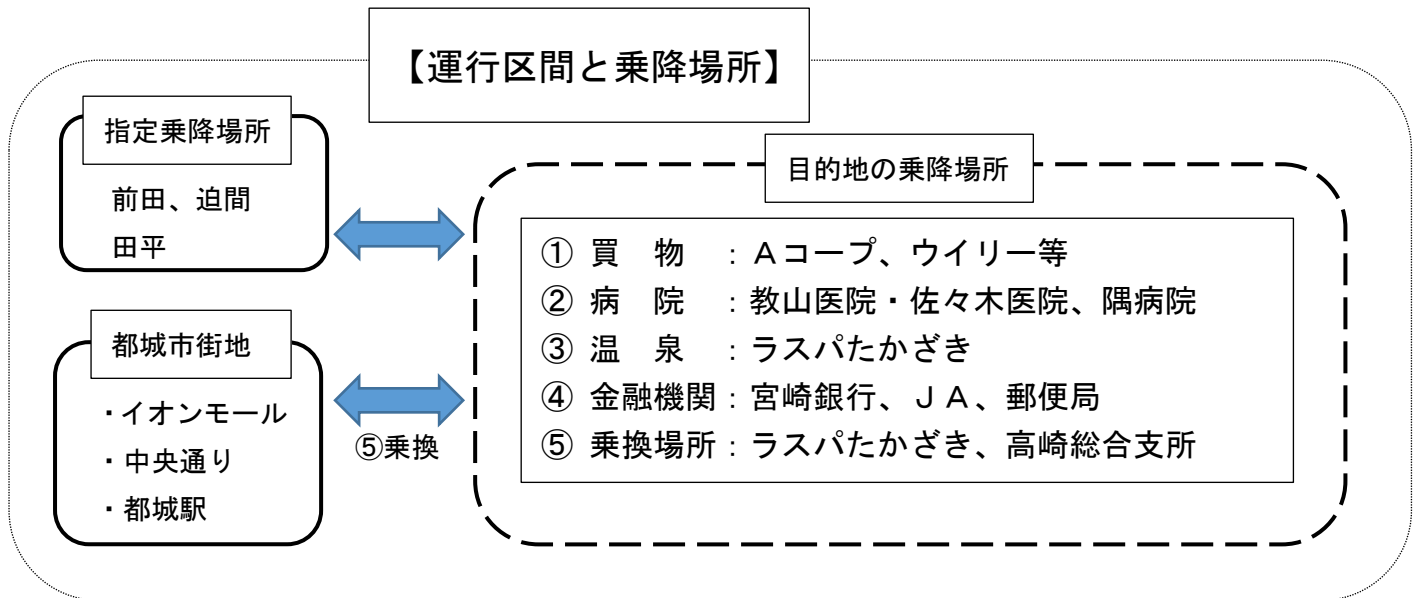 【運行区間と乗降場所】
指定乗降場所
前田、迫間
田平
都城市街地
・イオンモール
・中央通り
・都城駅
⑤乗換
目的地の乗降場所
① 買　物　：Ａコープ、ウイリー等
② 病　院　：教山医院・佐々木医院、隅病院
③ 温　泉　：ラスパたかざき
④ 金融機関：宮崎銀行、ＪＡ、郵便局
⑤ 乗換場所：ラスパたかざき、高崎総合支所